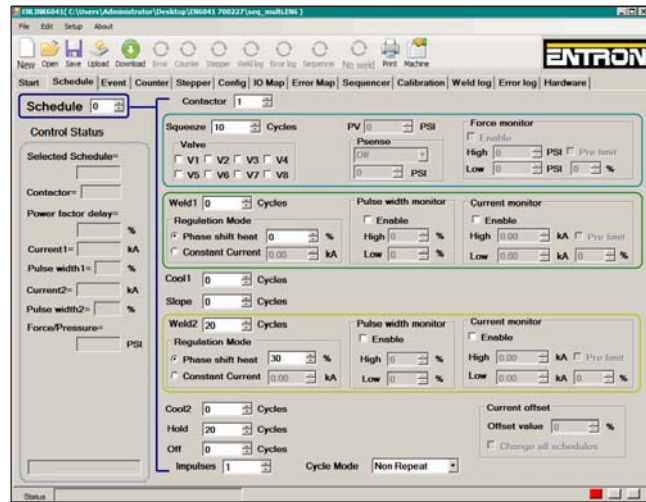 ENLINK6041( C:\Users\Administrator\Desktop\EN6041 700227\seq_multi.ENG )
File Edit Setup About
New Open Save Upload Download Error Counter Stepper Weld log Error log Sequencer No weld Print Machine
ENTRON
Start Schedule Event Counter Stepper Config IO Map Error Map Sequencer Calibration Weld log Error log Hardware
Schedule 0
Contactor 1
Control Status
Selected Schedule=
Contactor=
Power factor delay=
%
Current1= kA
Pulse width1= %
Current2= kA
Pulse width2= %
Force/Pressure=
PSI
Squeeze 10 Cycles
Valve
V1 V2 V3 V4
V5 V6 V7 V8
PV 0 PSI
Psense
Off
0 PSI
Force monitor
Enable
High 0 PSI Pre limit
Low 0 PSI 0 %
Weld1 0 Cycles
Regulation Mode
Phase shift heat 0 %
Constant Current 0.00 kA
Pulse width monitor
Enable
High 0 %
Low 0 %
Current monitor
Enable
High 0.00 kA Pre limit
Low 0.00 kA 0 %
Cool1 0 Cycles
Slope 0 Cycles
Weld2 20 Cycles
Regulation Mode
Phase shift heat 30 %
Constant Current 0.00 kA
Pulse width monitor
Enable
High 0 %
Low 0 %
Current monitor
Enable
High 0.00 kA Pre limit
Low 0.00 kA 0 %
Cool2 0 Cycles
Hold 20 Cycles
Off 0 Cycles
Impulses 1
Cycle Mode Non Repeat
Current offset
Offset value 0 %
Change all schedules
Status